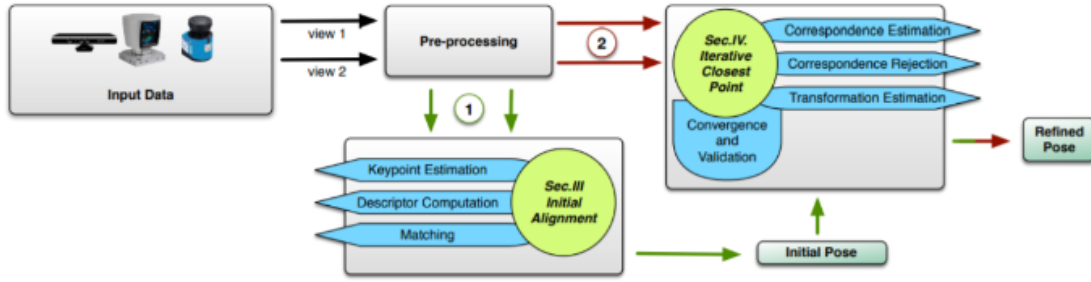 Input Data
view 1
view 2
Pre-processing
1
2
Sec.III
Initial
Alignment
Keypoint Estimation
Descriptor Computation
Matching
Initial Pose
Sec.IV.
Iterative
Closest
Point
Correspondence Estimation
Correspondence Rejection
Transformation Estimation
Convergence
and
Validation
Refined
Pose